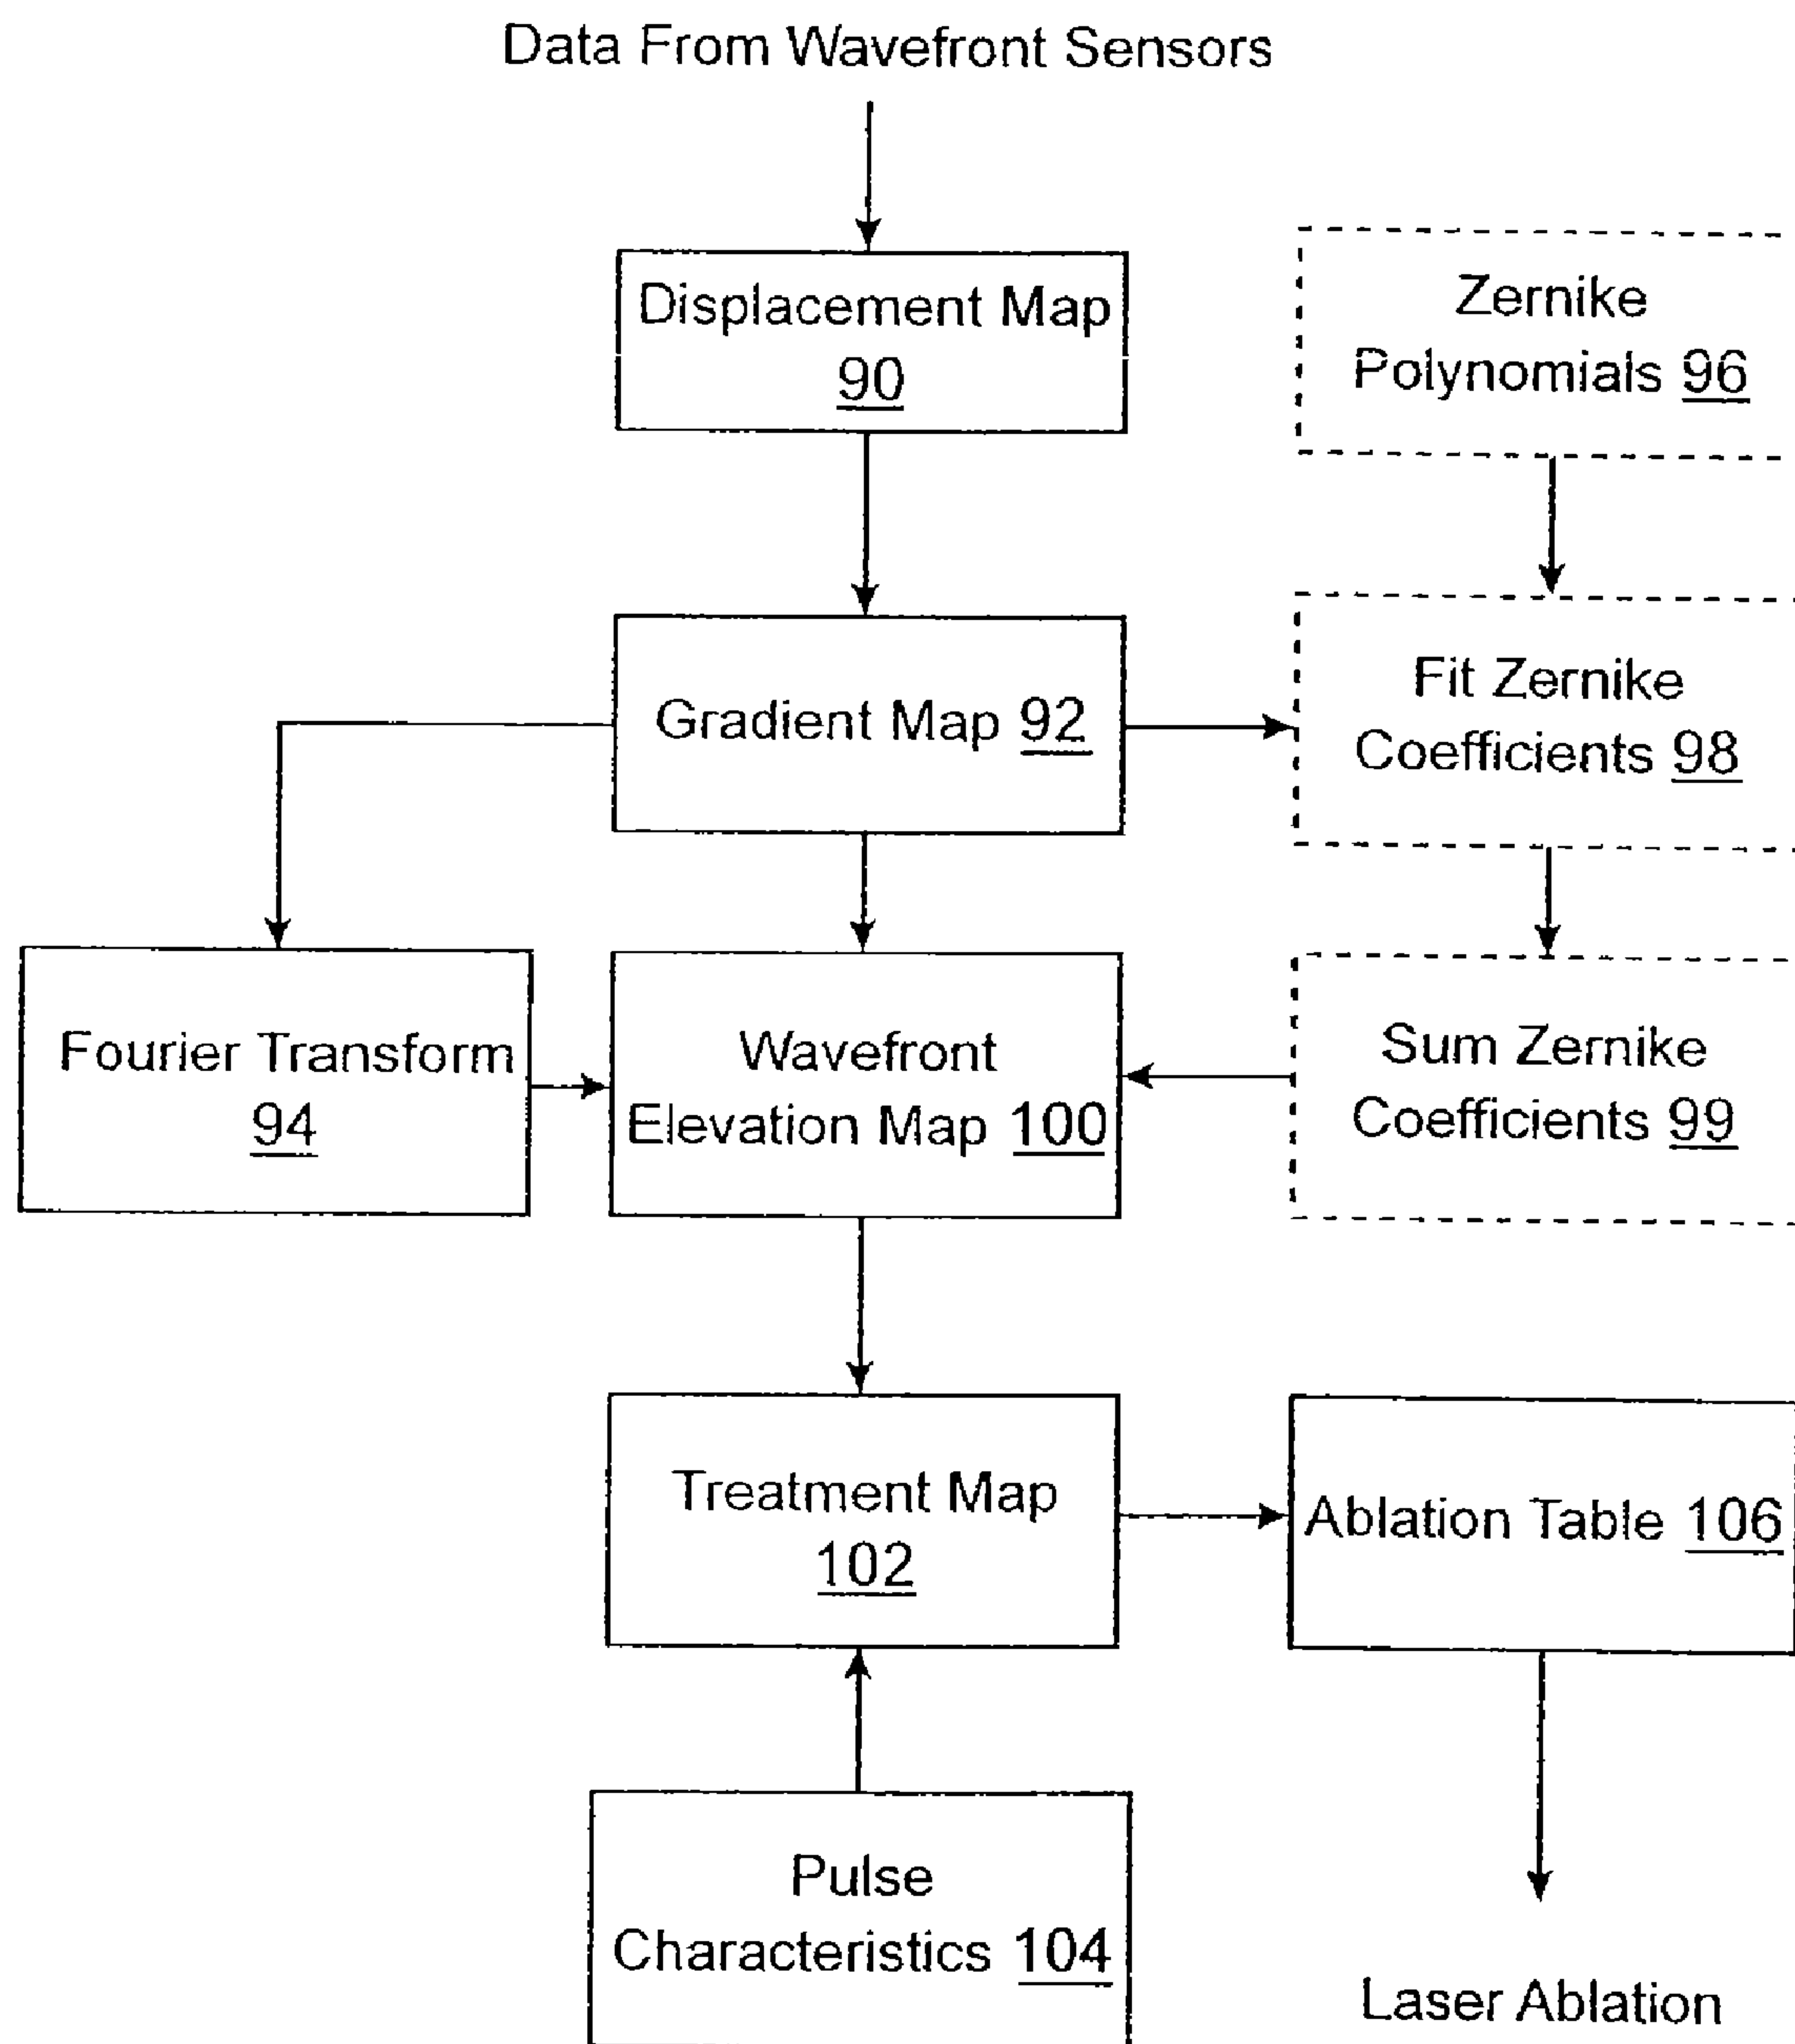 Data From Wavefront Sensors
Displacement Map
90
Zernike
Polynomials 96
Gradient Map 92
Fit Zernike
Coefficients 98
Fourier Transform
94
Wavefront
Elevation Map 100
Sum Zernike
Coefficients 99
Treatment Map
102
Ablation Table 106
Pulse
Characteristics 104
Laser Ablation